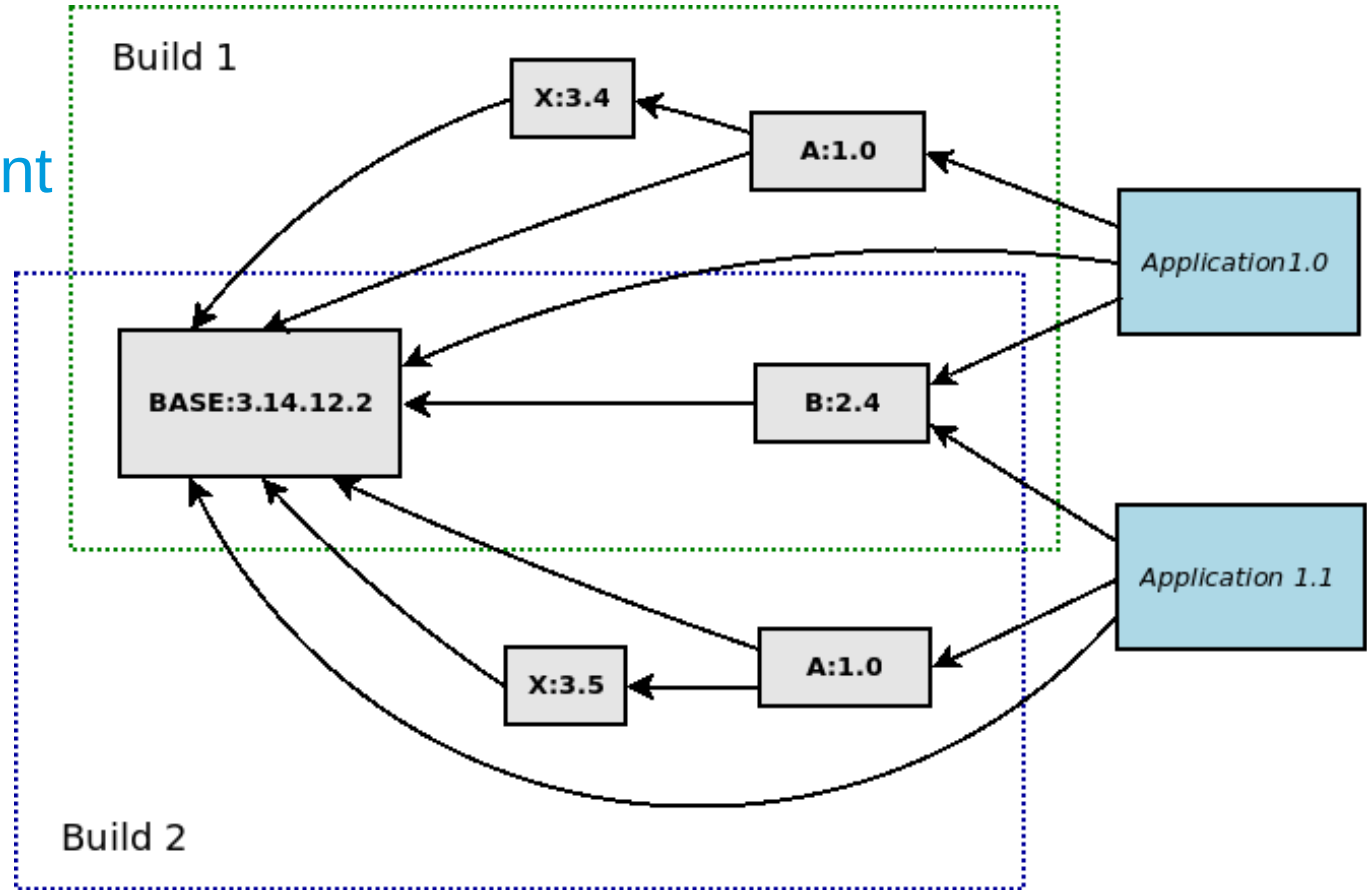 Build 1
X:3.4
A:1.0
nt
Application1.0
BASE:3.14.12.2
B:2.4
Application 1.1
A:1.0
X:3.5
Build 2